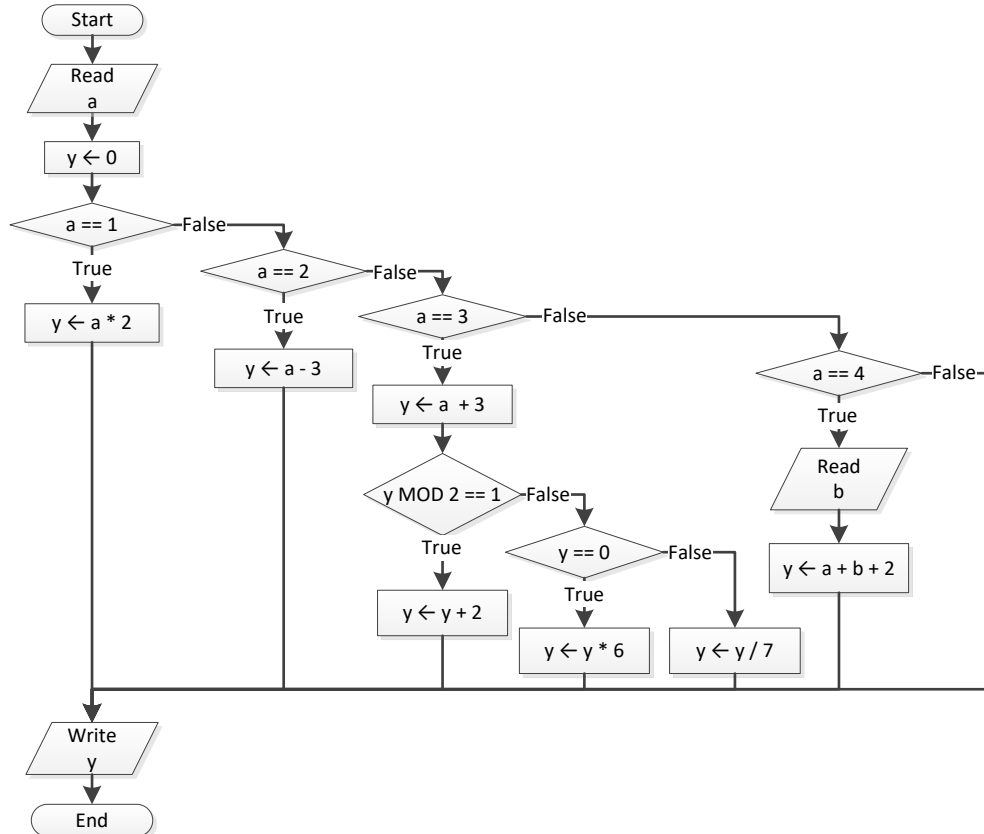 Start
Read
a
y ← 0
a == 1
False
True
y ← a * 2
a == 2
False
True
y ← a - 3
a == 3
False
True
y ← a  + 3
y MOD 2 == 1
False
True
y ← y + 2
y == 0
False
True
y ← y * 6
y ← y / 7
a == 4
False
True
Read
b
y ← a + b + 2
Write
y
End